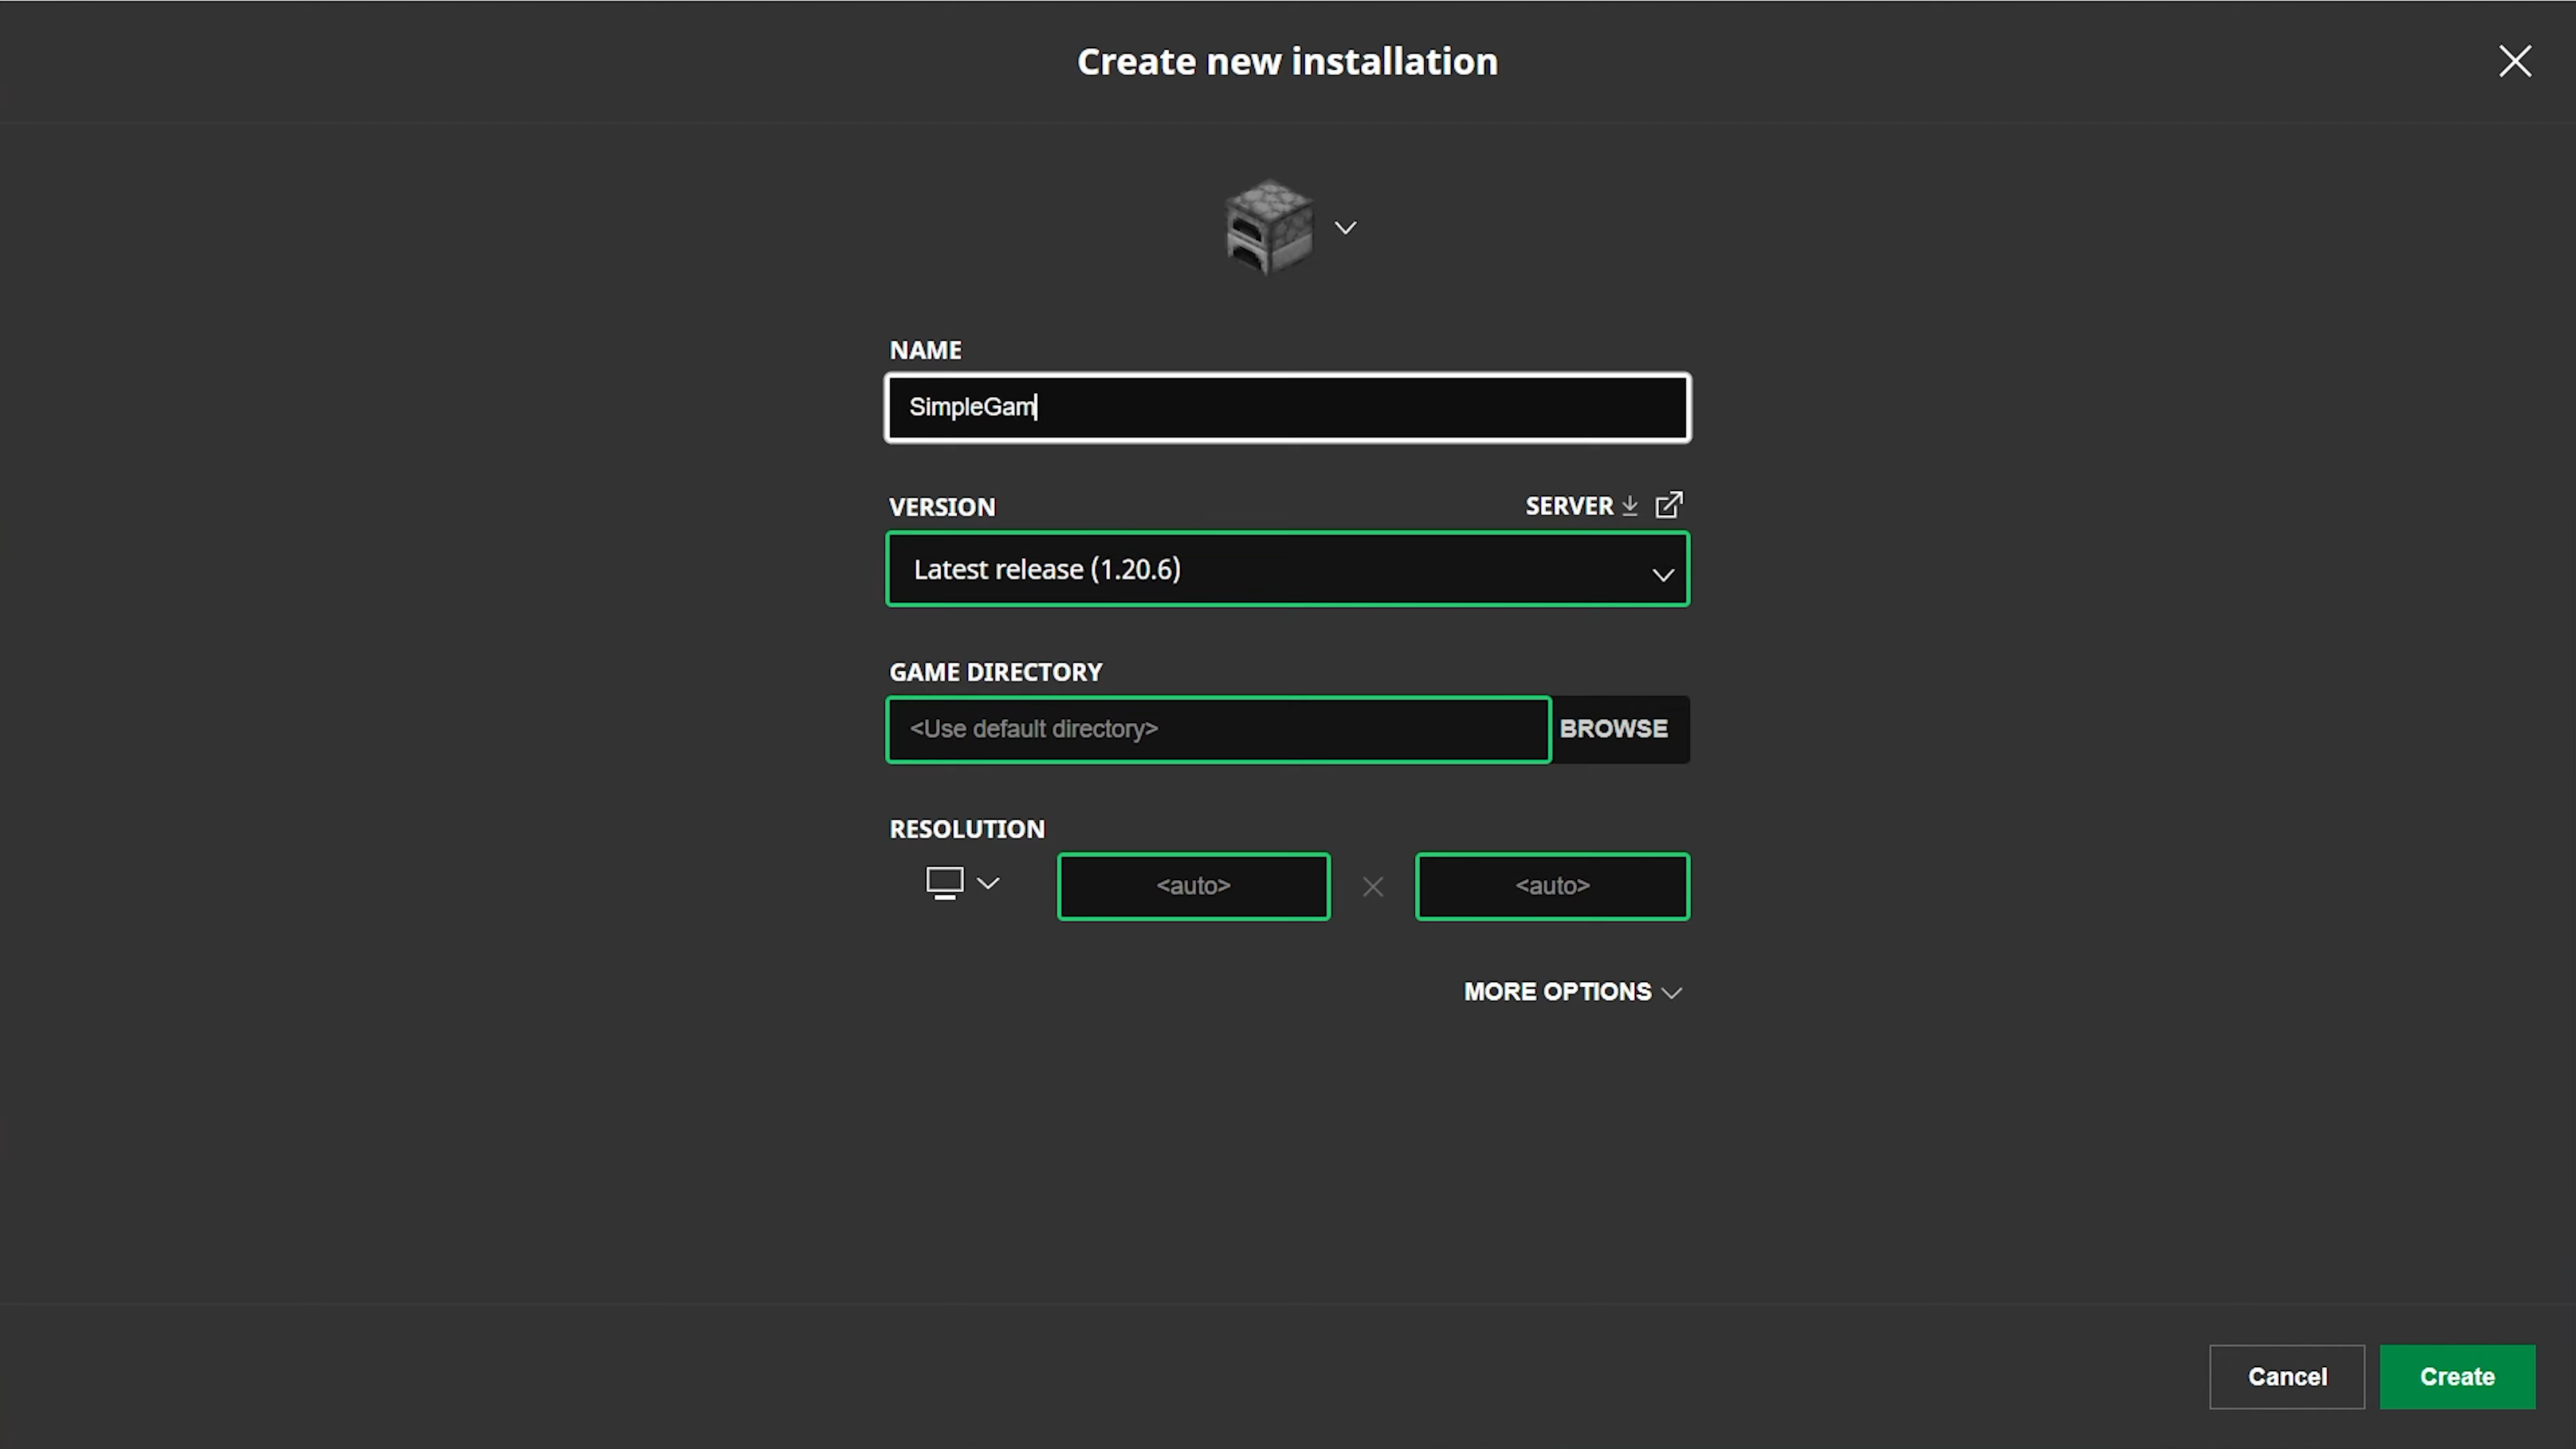 Create new installation
NAME
SimpleGam
VERSION
SERVER
Latest release (1.20.6)
GAME DIRECTORY
<Use default directory>
BROWSE
RESOLUTION
<auto>
<auto>
MORE OPTIONS
Cancel
Create